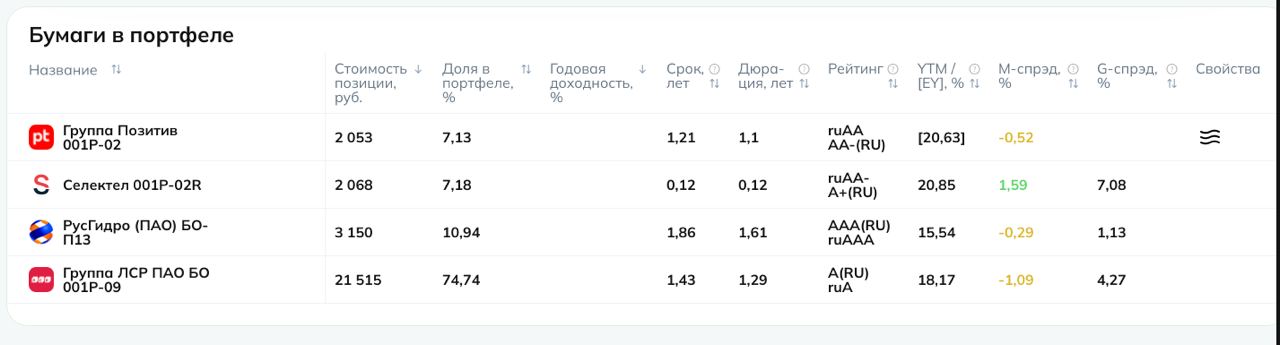 Бумаги в портфеле
Название
Стоимость позиции, руб.
Доля в портфеле, %
Годовая доходность, %
Срок, лет
Дюра-ция, лет
Рейтинг
YTM / [EY], %
M-спрэд, %
G-спрэд, %
Свойства
pt
Группа Позитив
001Р-02
2 053
7,13
1,21
1,1
ruAA
AA-(RU)
[20,63]
-0,52
Селектел 001Р-02R
2 068
7,18
0,12
0,12
ruAA-
A+(RU)
20,85
1,59
7,08
РусГидро (ПАО) БО-
П13
3 150
10,94
1,86
1,61
AAA(RU)
ruAAA
15,54
-0,29
1,13
Группа ЛСР ПАО БО
001Р-09
21 515
74,74
1,43
1,29
A(RU)
ruA
18,17
-1,09
4,27